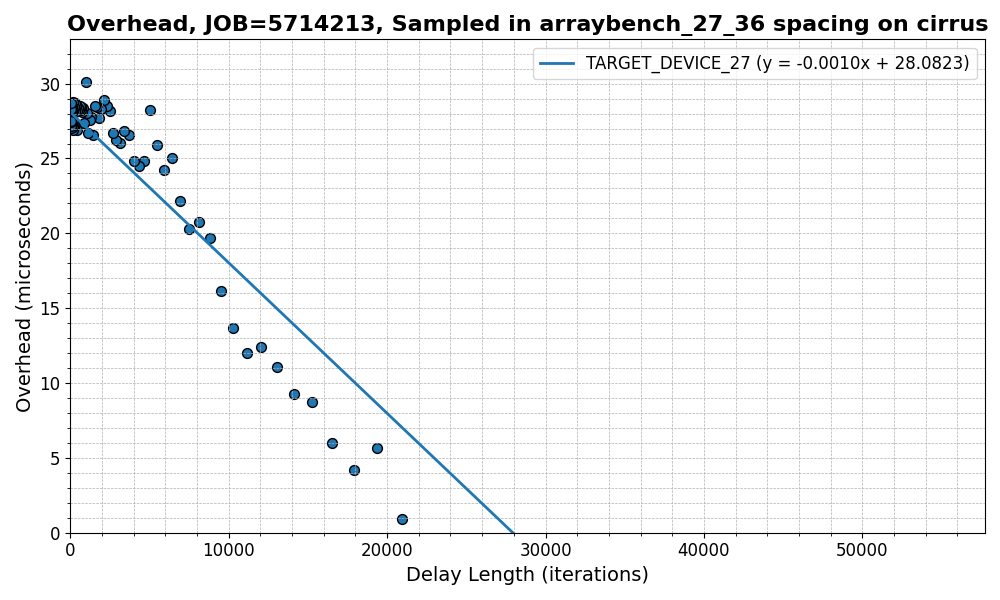 Overhead, JOB=5714213, Sampled in arraybench_27_36 spacing on cirrus
TARGET_DEVICE_27 (y = -0.0010x + 28.0823)
Overhead (microseconds)
30
25
20
15
10
5
0
0 10000 20000 30000 40000 50000
Delay Length (iterations)